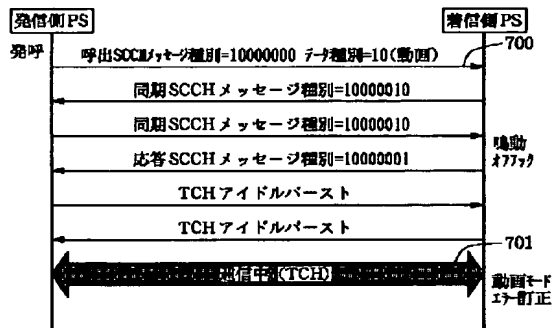 発信側PS
着信側PS
発呼
呼出SCCHメッセージ種別=10000000 データ種別=10(動画)
700
同期SCCHメッセージ種別=10000010
同期SCCHメッセージ種別=10000010
鳴動
オフフック
応答SCCHメッセージ種別=10000001
TCHアイドルバースト
TCHアイドルバースト
701
通信中(TCH)
動画モード
エラー訂正